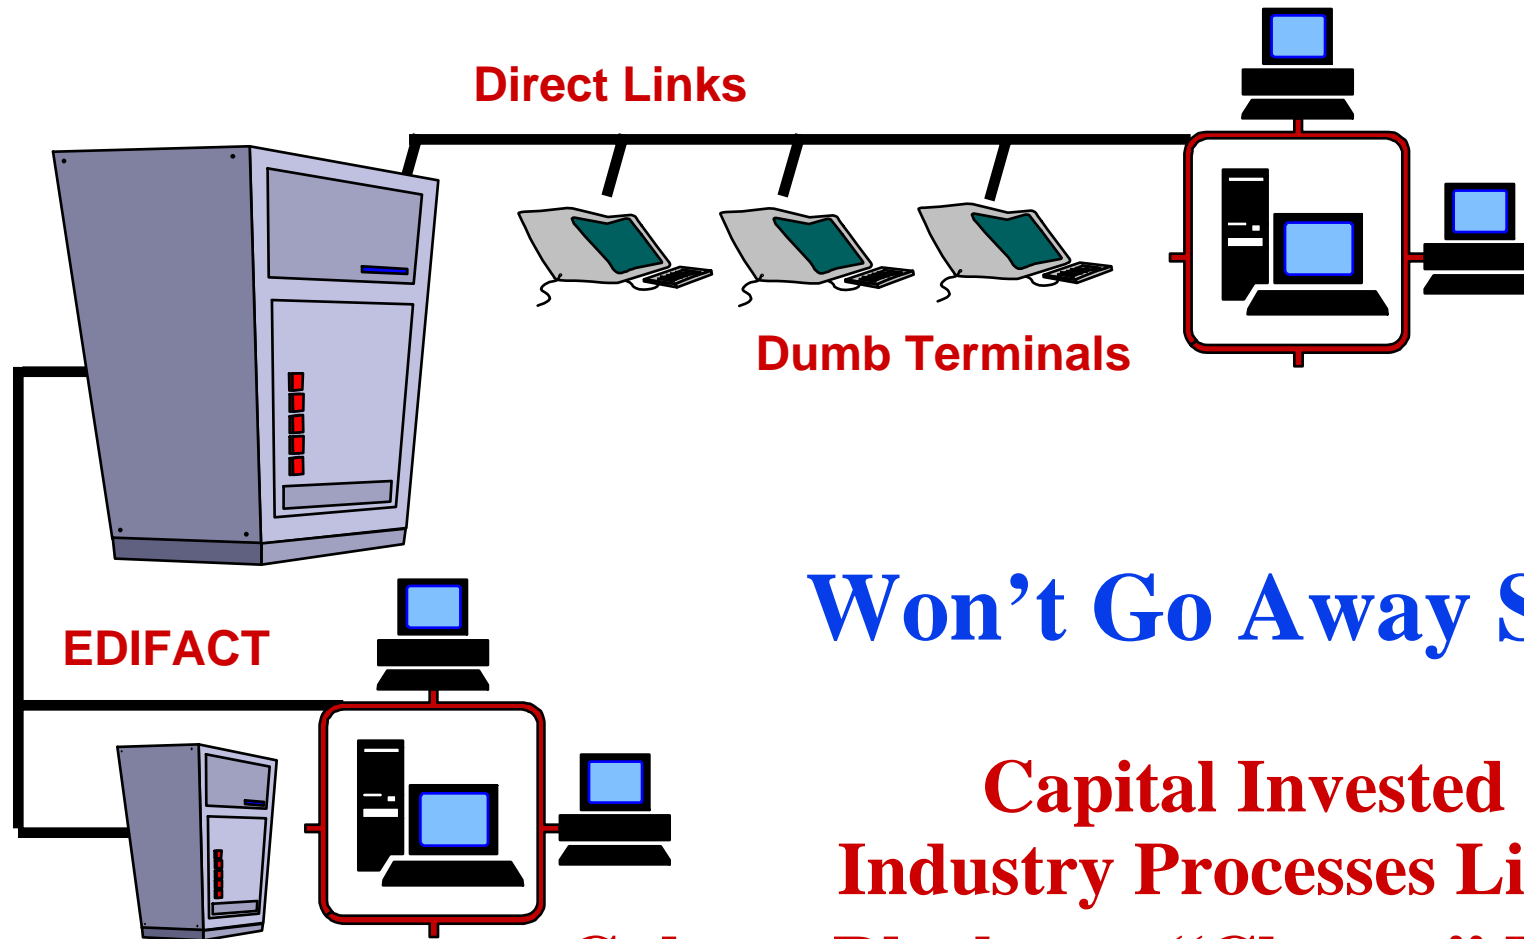 Direct Links
Dumb Terminals
EDIFACT
Won’t Go Away
Capital Invested
Industry Processes